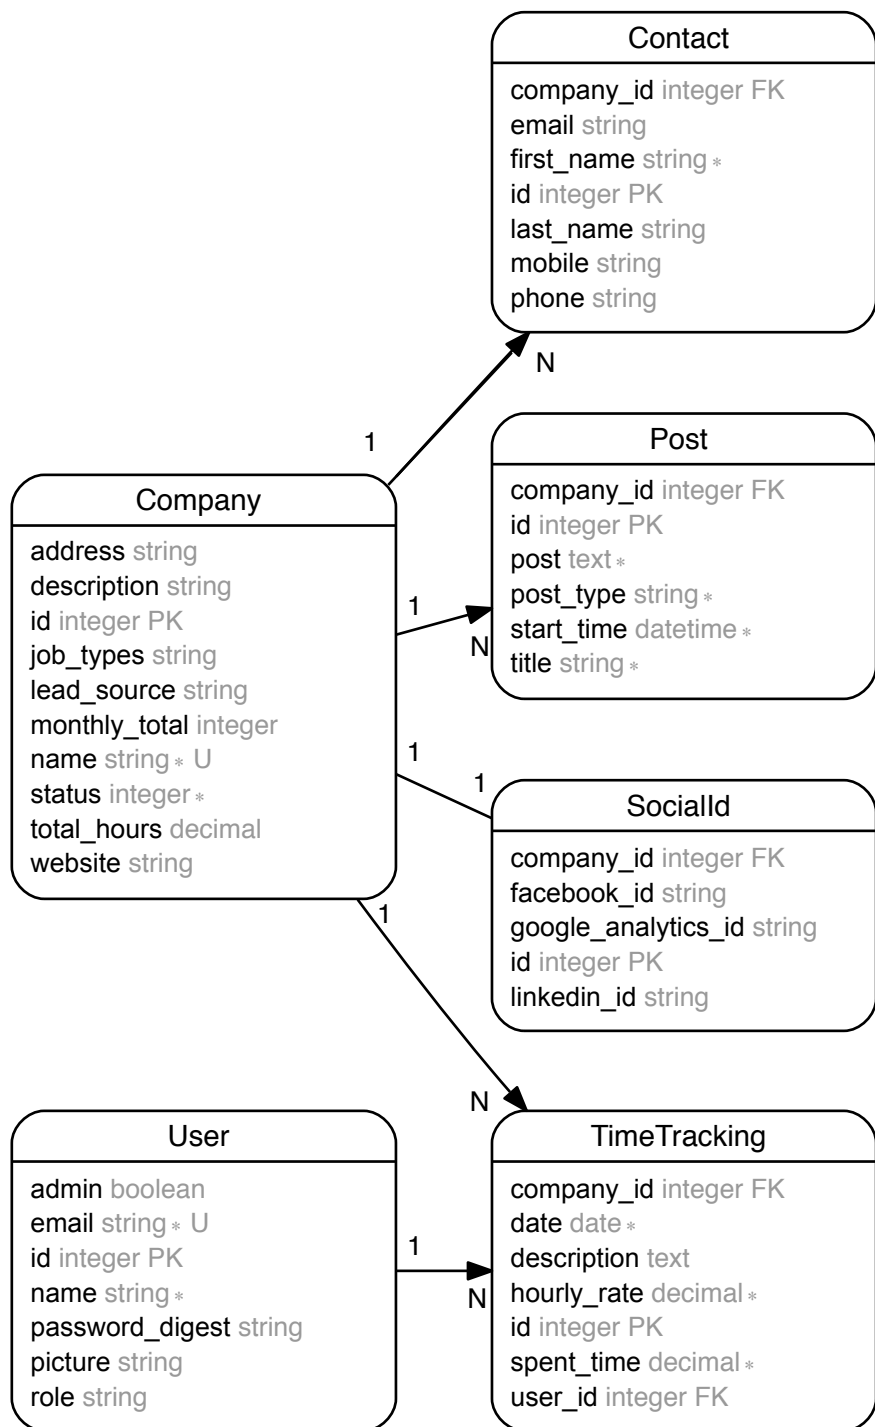 Contact
company_id integer FK
email string
first_name string *
id integer PK
last_name string
mobile string
phone string
N
1
Post
company_id integer FK
id integer PK
post text *
post_type string *
start_time datetime *
title string *
Company
address string
description string
id integer PK
job_types string
lead_source string
monthly_total integer
name string * U
status integer *
total_hours decimal
website string
1
N
1
1
SocialId
company_id integer FK
facebook_id string
google_analytics_id string
id integer PK
linkedin_id string
1
N
User
admin boolean
email string * U
id integer PK
name string *
password_digest string
picture string
role string
1
N
TimeTracking
company_id integer FK
date date *
description text
hourly_rate decimal *
id integer PK
spent_time decimal *
user_id integer FK